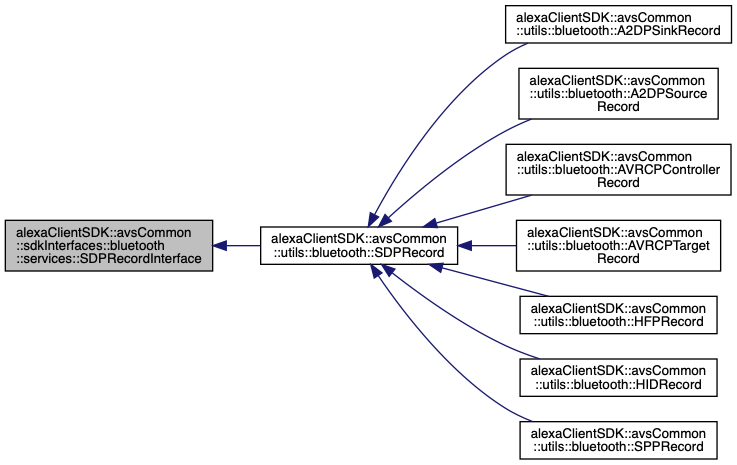 alexaClientSDK::avsCommon
::utils::bluetooth::A2DPSinkRecord
alexaClientSDK::avsCommon
::utils::bluetooth::A2DPSource
Record
alexaClientSDK::avsCommon
::utils::bluetooth::AVRCPController
Record
alexaClientSDK::avsCommon
::sdkInterfaces::bluetooth
::services::SDPRecordInterface
alexaClientSDK::avsCommon
::utils::bluetooth::SDPRecord
alexaClientSDK::avsCommon
::utils::bluetooth::AVRCPTarget
Record
alexaClientSDK::avsCommon
::utils::bluetooth::HFPRecord
alexaClientSDK::avsCommon
::utils::bluetooth::HIDRecord
alexaClientSDK::avsCommon
::utils::bluetooth::SPPRecord